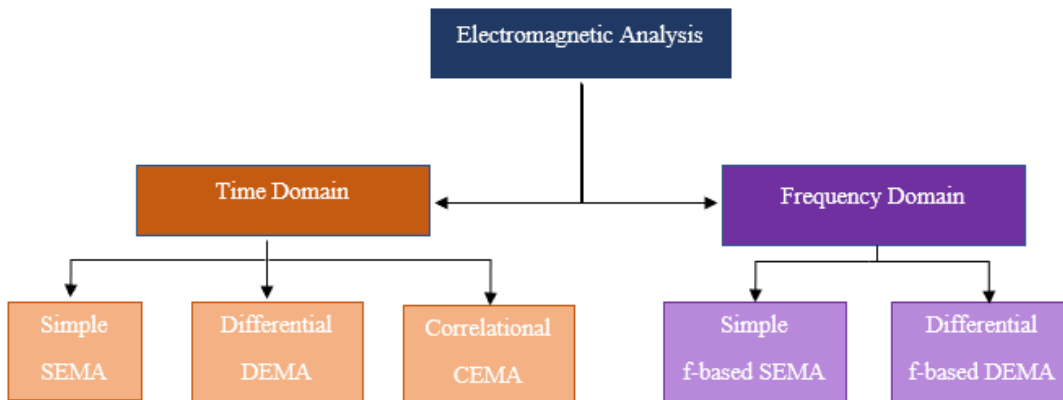 Electromagnetic Analysis
Time Domain
Frequency Domain
Simple
SEMA
Differential
DEMA
Correlational
CEMA
Simple
f-based SEMA
Differential
f-based DEMA